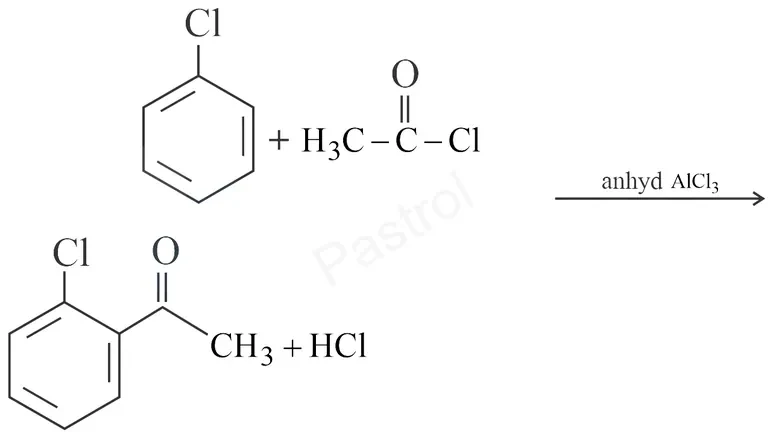 Cl
O
+ H₃C – C – Cl
anhyd AlCl₃
Pastrol
Cl
O
CH₃ + HCl